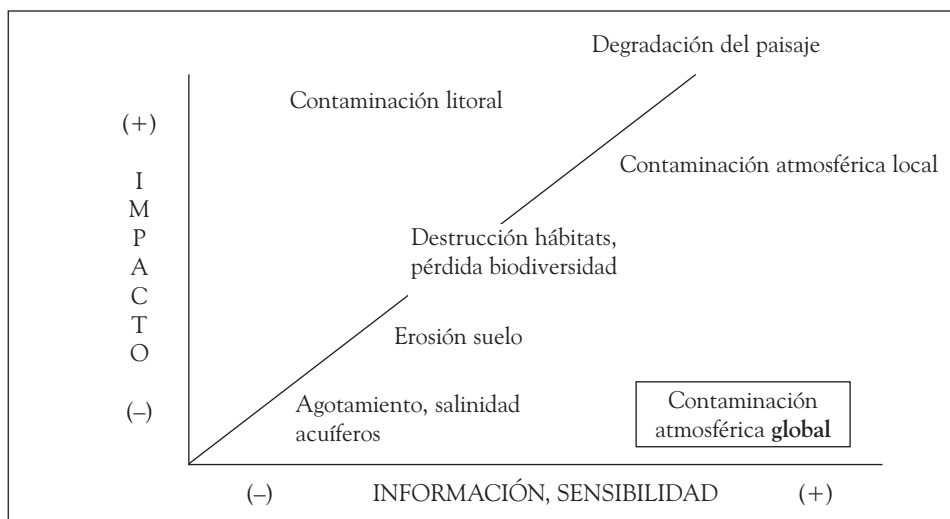 Degradación del paisaje
Contaminación litoral
(+)
Contaminación atmosférica local
I
M
P
A
C
T
O
Destrucción hábitats,
pérdida biodiversidad
Erosión suelo
(–)
Agotamiento, salinidad
acuíferos
Contaminación
atmosférica global
(–)
INFORMACIÓN, SENSIBILIDAD
(+)